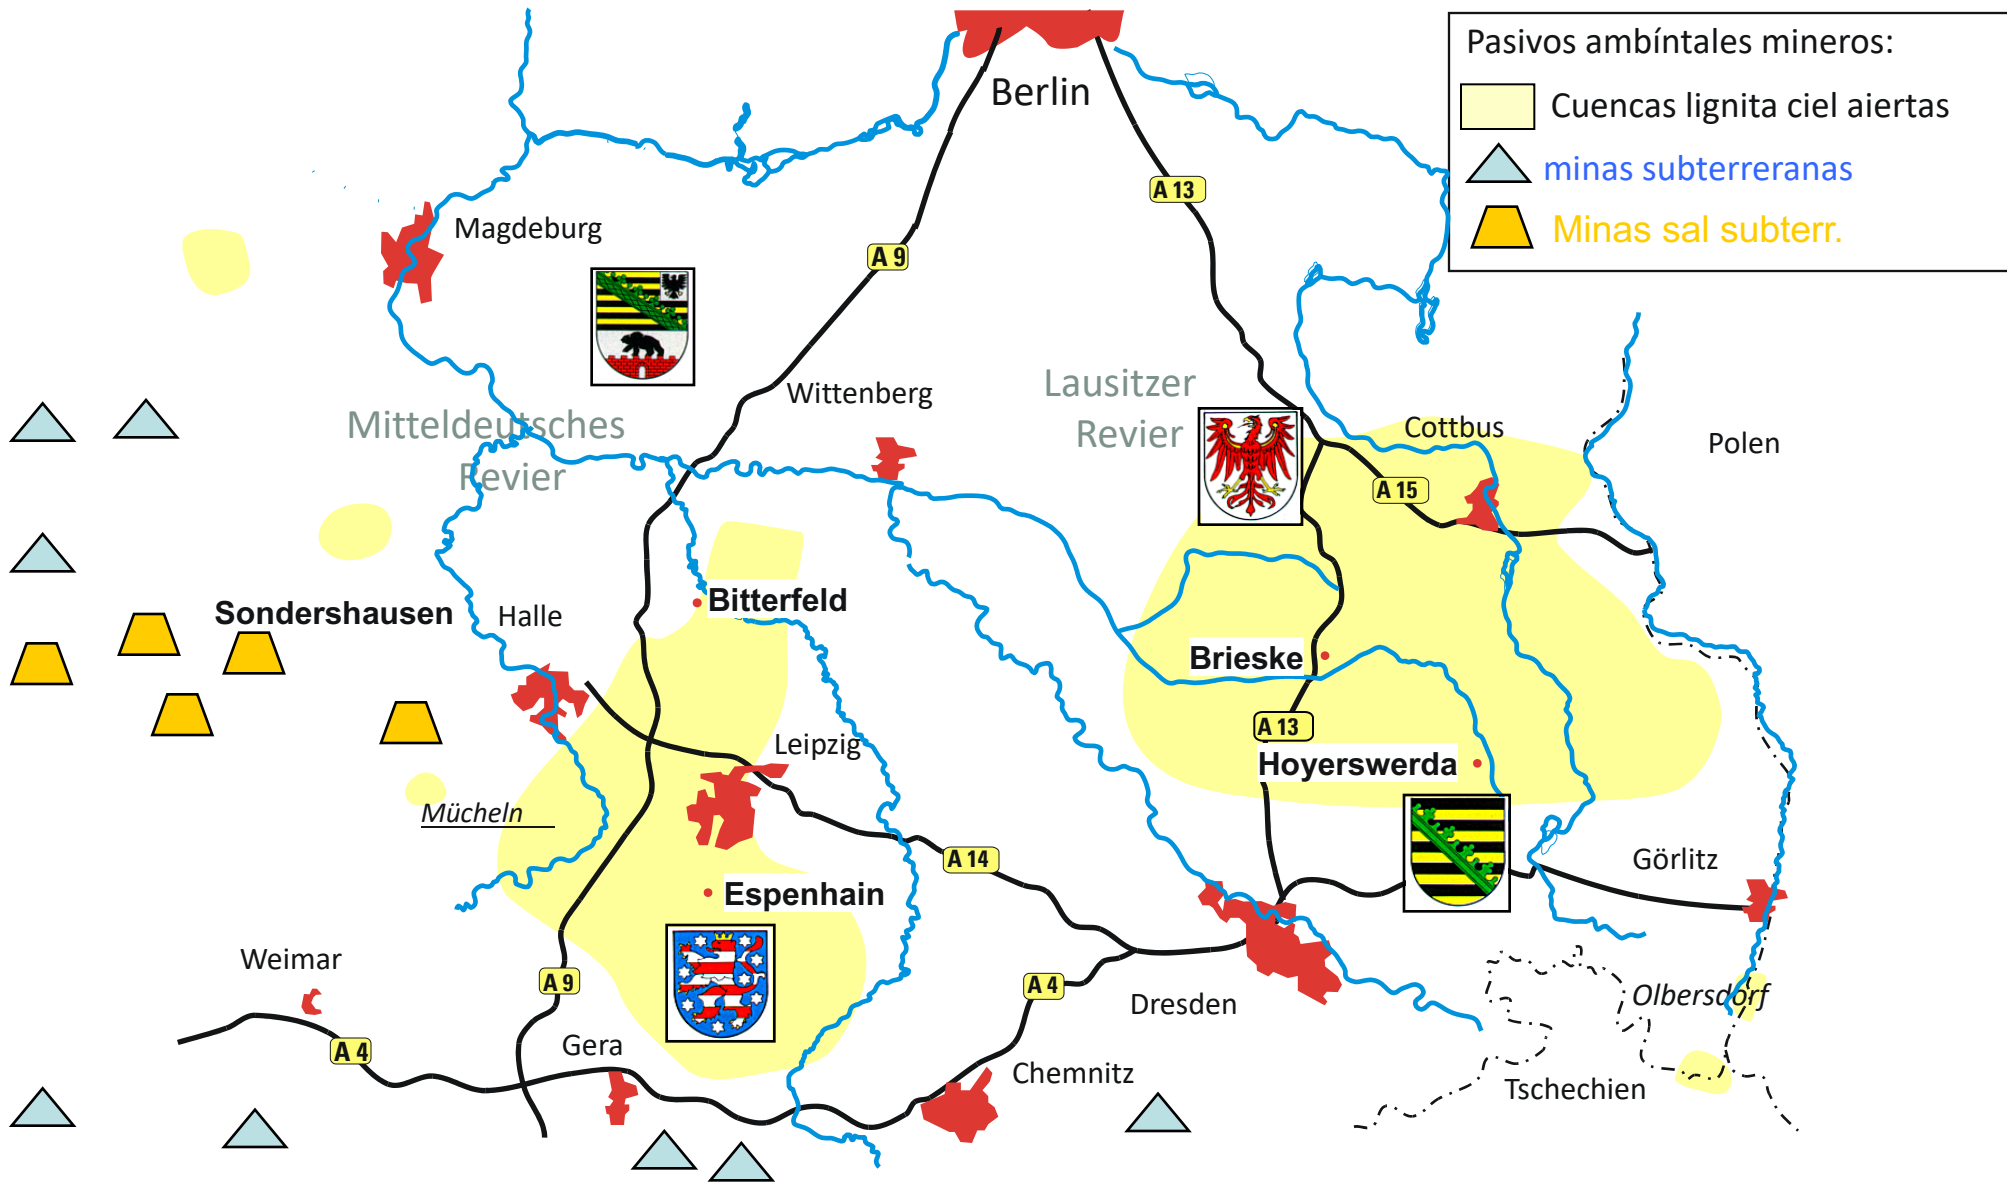 Pasivos ambíntales mineros:
Cuencas lignita ciel aiertas
minas subterreranas
Minas sal subterr.
Berlin
A 13
Magdeburg
A 9
Wittenberg
Lausitzer
Revier
Mitteldeutsches
Revier
Cottbus
Polen
A 15
Bitterfeld
Sondershausen
Halle
Brieske
A 13
Leipzig
Hoyerswerda
Mücheln
A 14
Görlitz
Espenhain
Weimar
A 9
A 4
Dresden
Olbersdorf
Gera
A 4
Chemnitz
Tschechien